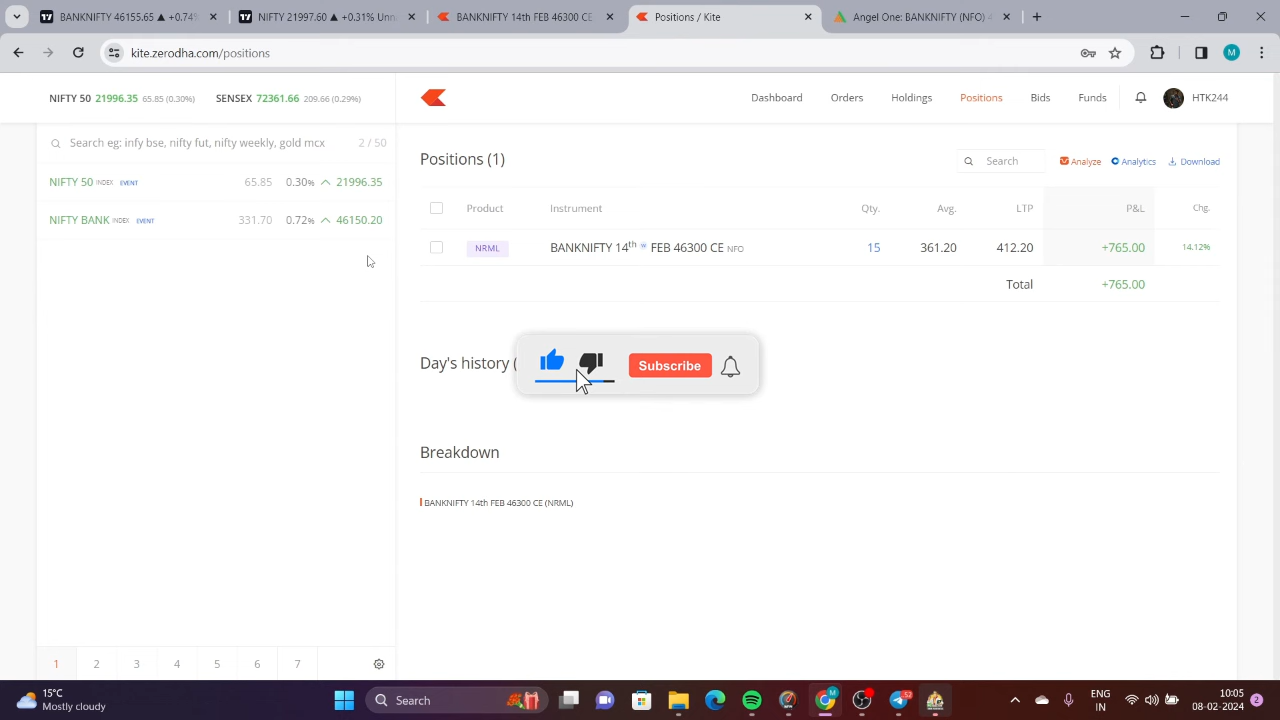 BANKNIFTY 46155.60 ▲ +0.74%
NIFTY 21997.6 ▲ +0.31% Unn
BANKNIFTY 14th FEB 46300 CE
Positions / Kite
Angel One: BANKNIFTY (NFO) 4
kite.zerodha.com/positions
M
NIFTY 50 21996.35 65.85 (0.30%) SENSEX 72361.66 209.66 (0.29%)
Dashboard Orders Holdings Positions Bids Funds HTK244
Search eg: infy bse, nifty fut, nifty weekly, gold mcx 2 / 50
NIFTY 50 INDEX EVENT 65.85 0.30% 21996.35
NIFTY BANK INDEX EVENT 331.70 0.72% 46150.20
Positions (1) Search Analyze Analytics Download
Product Instrument Qty. Avg. LTP P&L Chg.
NRML BANKNIFTY 14th w FEB 46300 CE NFO 15 361.20 412.20 +765.00 14.12%
Total +765.00
Day's history (
Subscribe
Breakdown
BANKNIFTY 14th FEB 46300 CE (NRML)
1 2 3 4 5 6 7
15°C
Mostly cloudy
Search
M
52
ENG
IN
10:05
08-02-2024
2